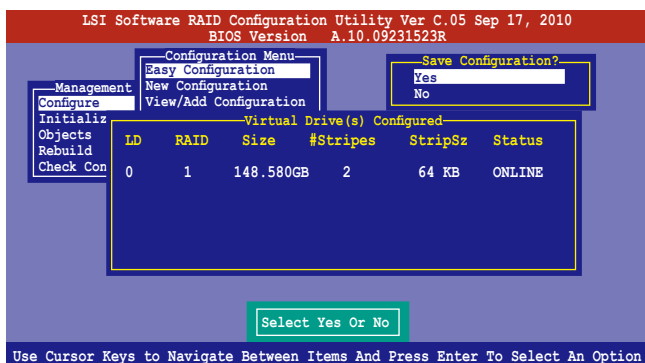 LSI Software RAID Configuration Utility Ver C.05 Sep 17, 2010
BIOS Version A.10.09231523R
Configuration Menu
Easy Configuration
New Configuration
View/Add Configuration
Save Configuration?
Yes
No
Management
Configure
Initializ
Objects
Rebuild
Check Con
Virtual Drive(s) Configured
LD RAID Size #Stripes StripSz Status
0 1 148.580GB 2 64 KB ONLINE
Select Yes Or No
Use Cursor Keys to Navigate Between Items And Press Enter To Select An Option